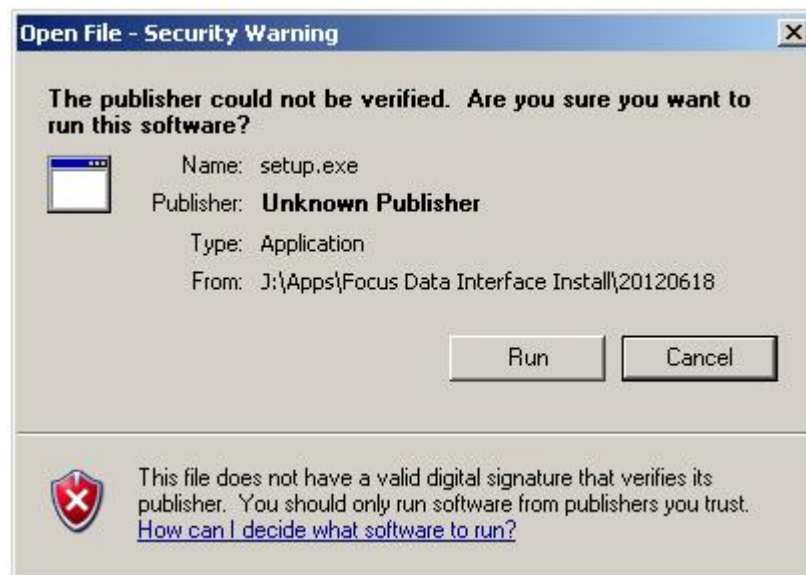 Open File - Security Warning
The publisher could not be verified.  Are you sure you want to
run this software?
Name: setup.exe
Publisher: Unknown Publisher
Type: Application
From: J:\Apps\Focus Data Interface Install\20120618
Run Cancel
This file does not have a valid digital signature that verifies its
publisher.  You should only run software from publishers you trust.
How can I decide what software to run?